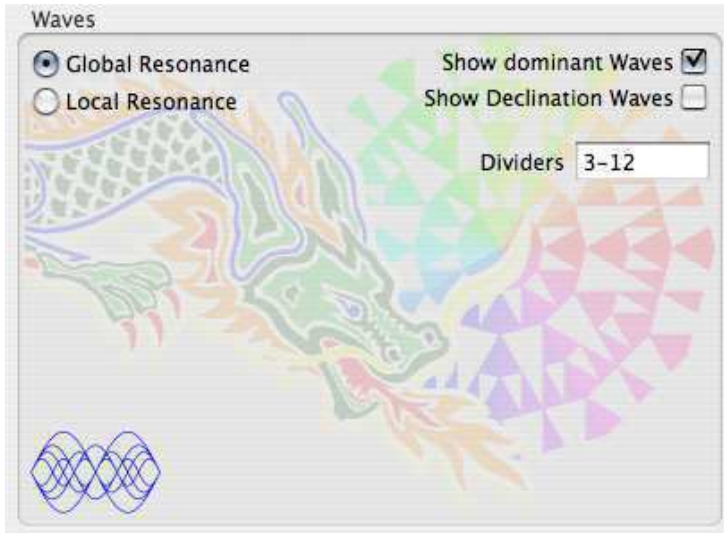 Waves
Global Resonance
Show dominant Waves
Local Resonance
Show Declination Waves
Dividers 3-12